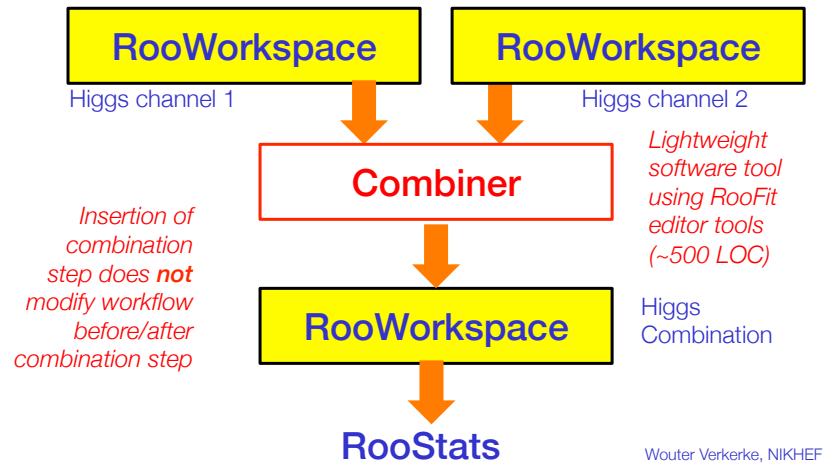 RooWorkspace
RooWorkspace
Higgs channel 1
Higgs channel 2
Combiner
Lightweight
software tool
using RooFit
editor tools
(~500 LOC)
Insertion of
combination
step does not
modify workflow
before/after
combination step
RooWorkspace
Higgs
Combination
RooStats
Wouter Verkerke, NIKHEF